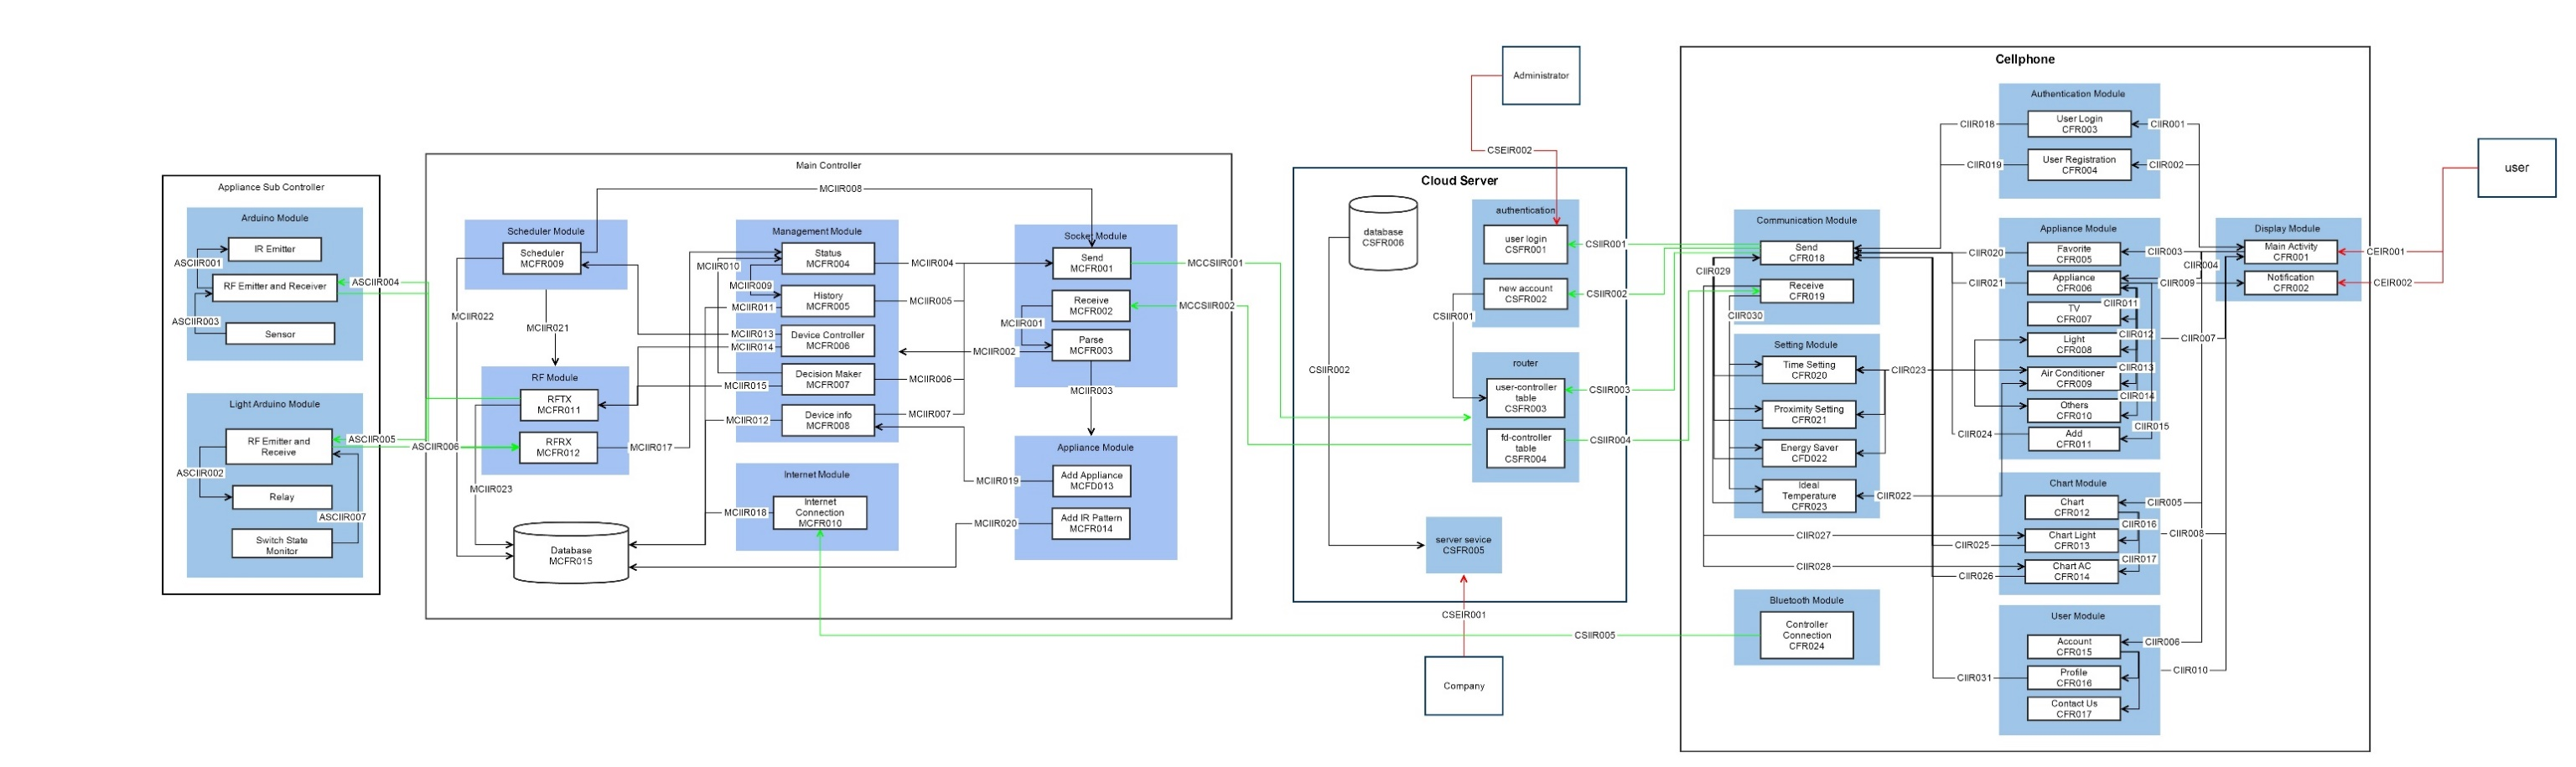 Appliance Sub Controller
Arduino Module
IR Emitter
ASCIIR001
RF Emitter and Receiver
ASCIIR004
ASCIIR003
Sensor
Light Arduino Module
RF Emitter and
Receive
ASCIIR005
ASCIIR006
ASCIIR002
Relay
ASCIIR007
Switch State
Monitor
Main Controller
MCIIR008
Scheduler Module
Scheduler
MCFR009
MCIIR022
MCIIR021
RF Module
RFTX
MCFR011
RFRX
MCFR012
MCIIR017
MCIIR023
Database
MCFR015
Management Module
Status
MCFR004
MCIIR010
MCIIR009
History
MCFR005
MCIIR011
MCIIR013
Device Controller
MCFR006
MCIIR014
Decision Maker
MCFR007
MCIIR015
Device info
MCFR008
MCIIR012
MCIIR004
MCIIR005
MCIIR006
MCIIR007
MCIIR002
Internet Module
Internet
Connection
MCFR010
MCIIR018
Socket Module
Send
MCFR001
Receive
MCFR002
MCIIR001
Parse
MCFR003
MCIIR003
Appliance Module
Add Appliance
MCFD013
MCIIR019
Add IR Pattern
MCFR014
MCIIR020
MCCSIIR001
MCCSIIR002
Administrator
CSEIR002
Cloud Server
database
CSFR006
authentication
user login
CSFR001
new account
CSFR002
CSIIR001
CSIIR002
router
user-controller
table
CSFR003
fd-controller
table
CSFR004
server sevice
CSFR005
CSEIR001
Company
CSIIR001
CSIIR002
CSIIR003
CSIIR004
CSIIR005
Cellphone
Communication Module
Send
CFR018
CIIR029
Receive
CFR019
CIIR030
Setting Module
Time Setting
CFR020
CIIR023
Proximity Setting
CFR021
Energy Saver
CFD022
Ideal
Temperature
CFR023
CIIR022
CIIR027
CIIR025
CIIR028
CIIR026
Bluetooth Module
Controller
Connection
CFR024
Authentication Module
User Login
CFR003
CIIR018
CIIR001
User Registration
CFR004
CIIR019
CIIR002
Appliance Module
Favorite
CFR005
CIIR020
CIIR003
CIIR004
Appliance
CFR006
CIIR021
CIIR009
TV
CFR007
CIIR011
Light
CFR008
CIIR012
CIIR007
Air Conditioner
CFR009
CIIR013
Others
CFR010
CIIR014
CIIR015
Add
CFR011
CIIR024
Chart Module
Chart
CFR012
CIIR005
CIIR016
Chart Light
CFR013
CIIR008
CIIR017
Chart AC
CFR014
User Module
Account
CFR015
CIIR006
Profile
CFR016
CIIR031
CIIR010
Contact Us
CFR017
Display Module
Main Activity
CFR001
Notification
CFR002
CEIR001
CEIR002
user